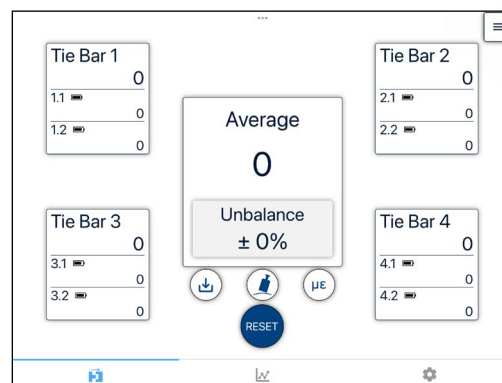 Tie Bar 1
0
1.1
0
1.2
0
Tie Bar 2
0
2.1
0
2.2
0
Average
0
Unbalance
± 0%
Tie Bar 3
0
3.1
0
3.2
0
Tie Bar 4
0
4.1
0
4.2
0
με
RESET